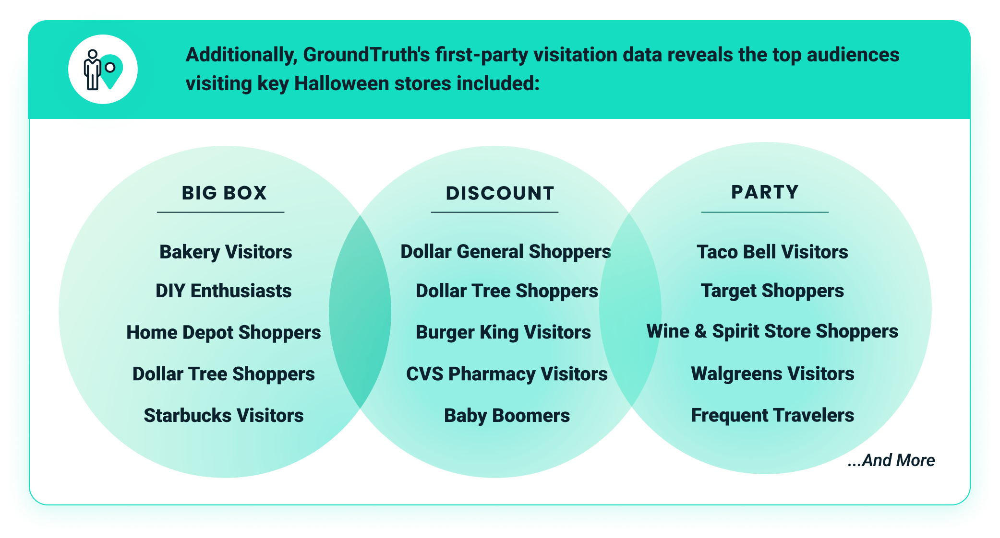 Additionally, GroundTruth's first-party visitation data reveals the top audiences
visiting key Halloween stores included:
BIG BOX
Bakery Visitors
DIY Enthusiasts
Home Depot Shoppers
Dollar Tree Shoppers
Starbucks Visitors
DISCOUNT
Dollar General Shoppers
Dollar Tree Shoppers
Burger King Visitors
CVS Pharmacy Visitors
Baby Boomers
PARTY
Taco Bell Visitors
Target Shoppers
Wine & Spirit Store Shoppers
Walgreens Visitors
Frequent Travelers
...And More